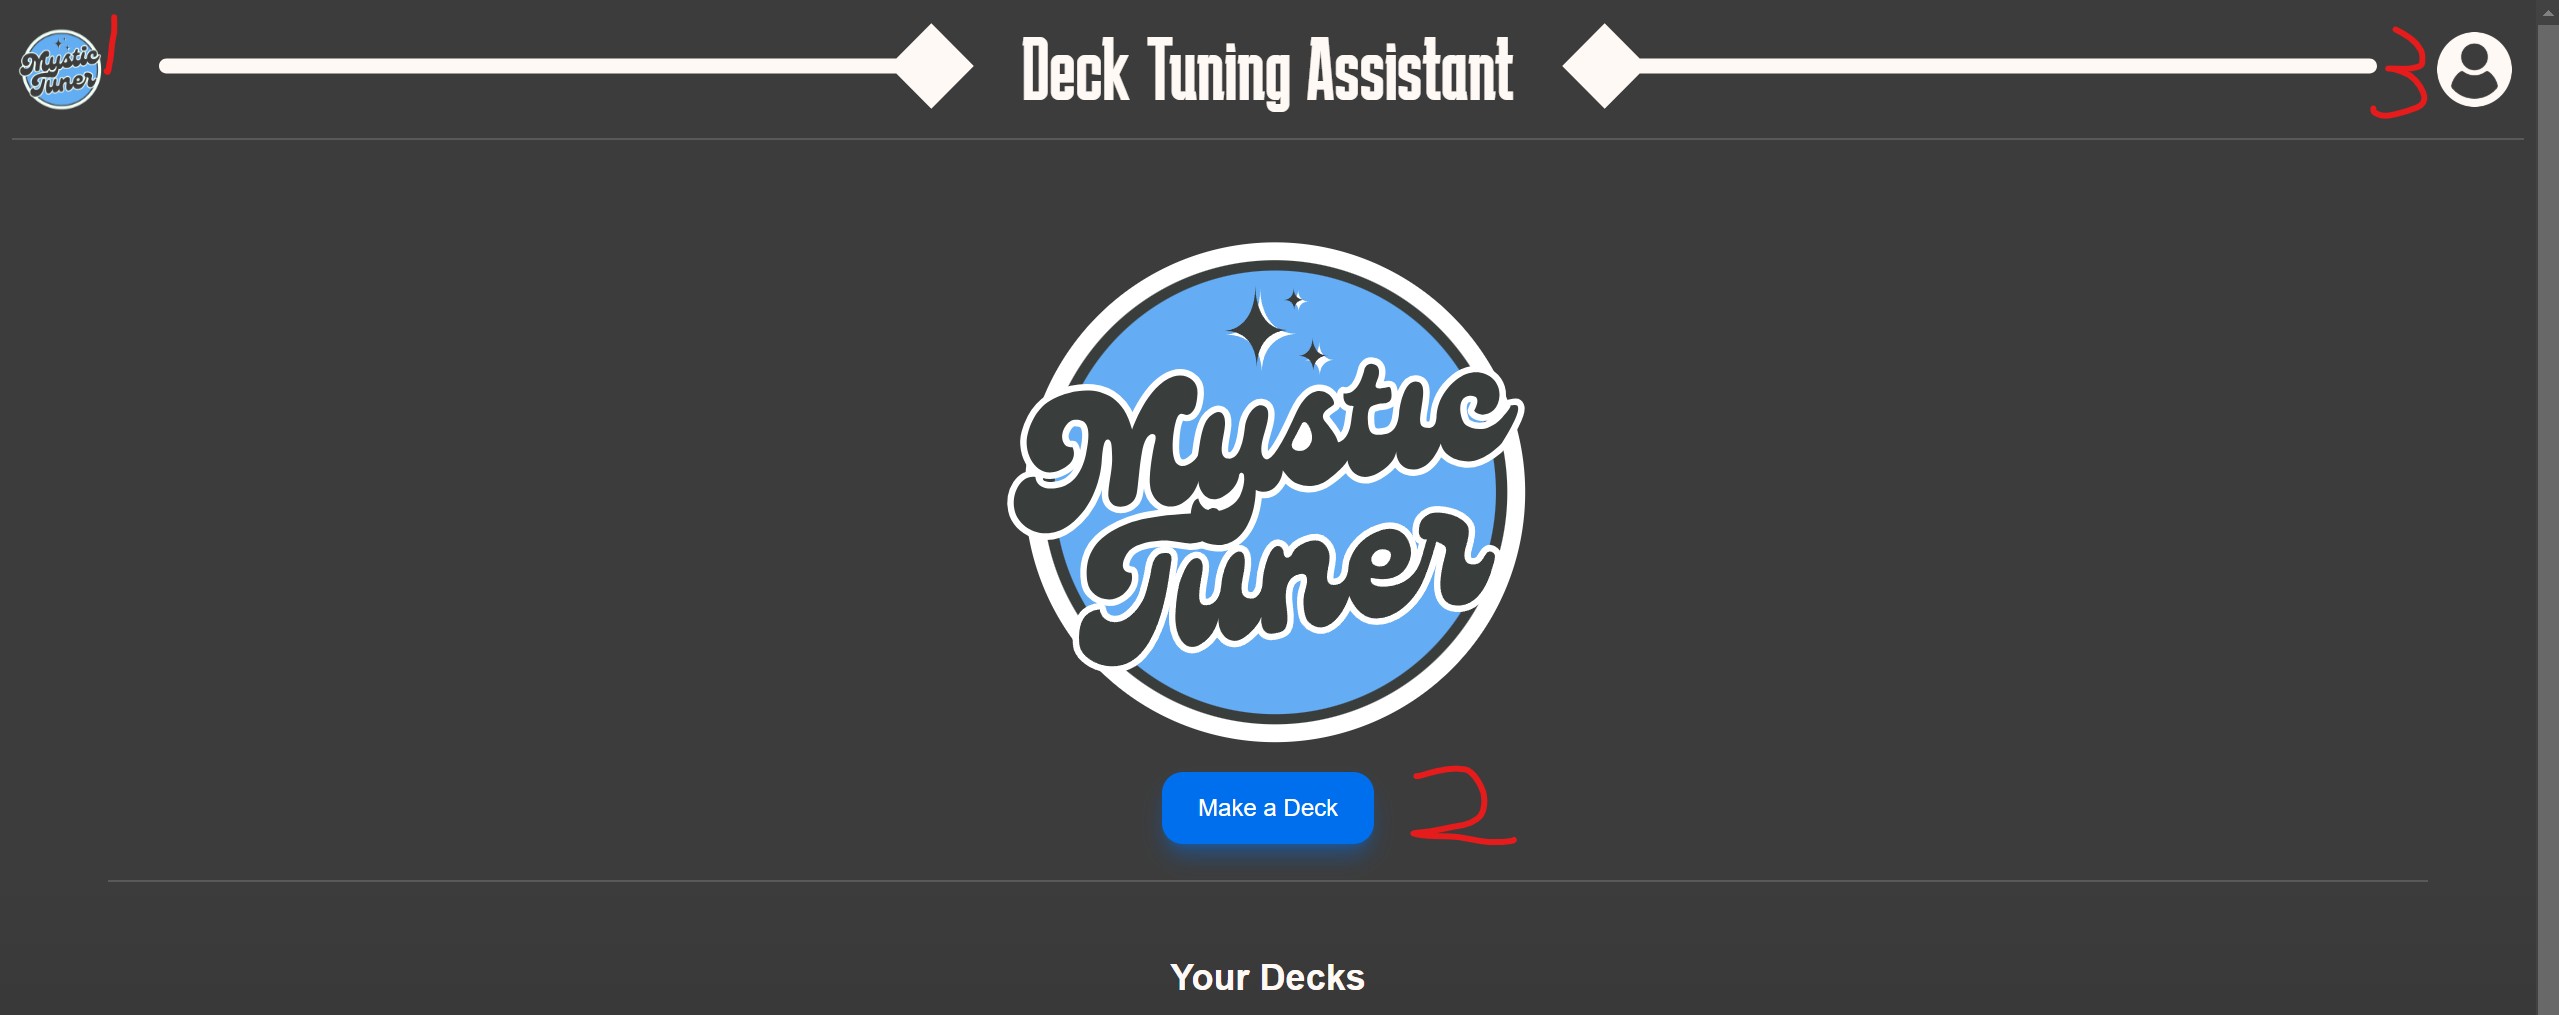 Mystic
Tuner
1
Deck Tuning Assistant
3
Mystic
Tuner
Make a Deck
2
Your Decks